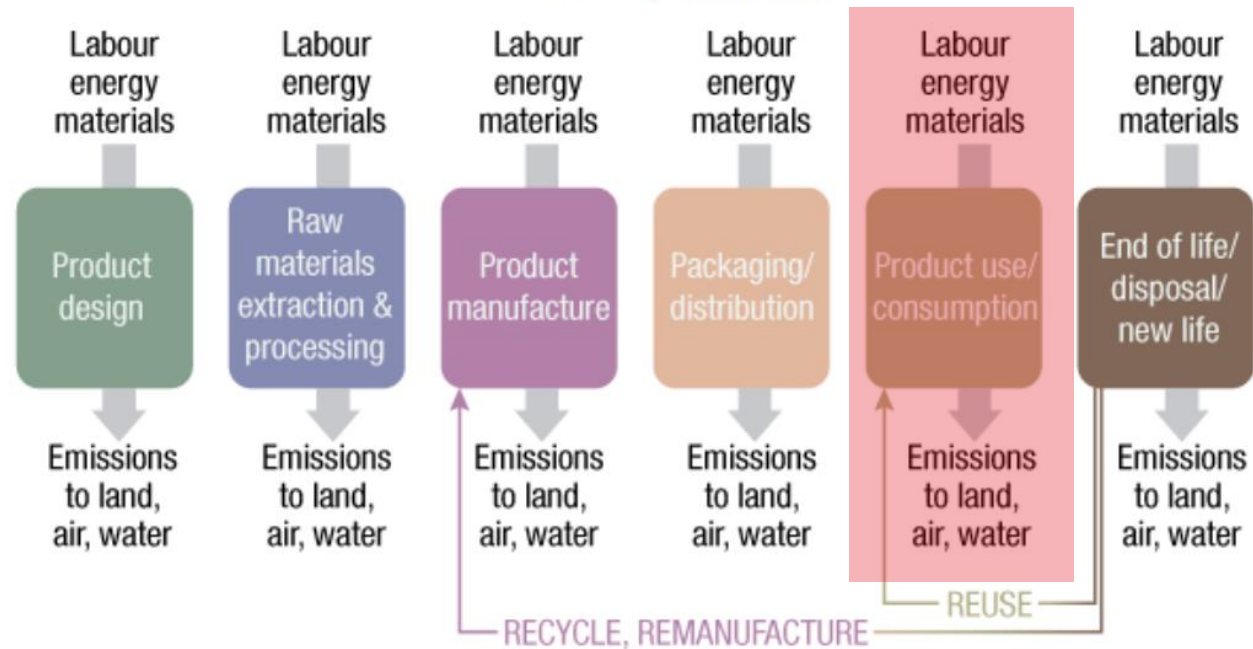 Labour
energy
materials
Labour
energy
materials
Labour
energy
materials
Labour
energy
materials
Labour
energy
materials
Labour
energy
materials
Product
design
Raw
materials
extraction &
processing
Product
manufacture
Packaging/
distribution
Product use/
consumption
End of life/
disposal/
new life
Emissions
to land,
air, water
Emissions
to land,
air, water
Emissions
to land,
air, water
Emissions
to land,
air, water
Emissions
to land,
air, water
Emissions
to land,
air, water
REUSE
RECYCLE, REMANUFACTURE